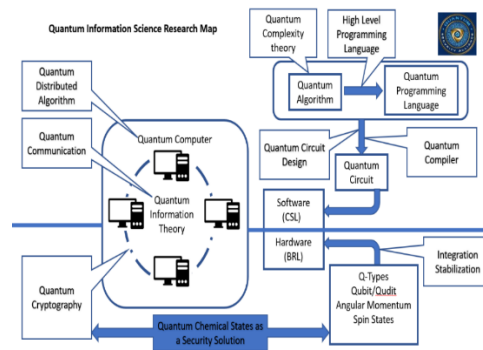 Quantum Information Science Research Map
Quantum
Complexity
theory
High Level
Programming
Language
Quantum
Distributed
Algorithm
Quantum
Algorithm
Quantum
Programming
Language
Quantum
Communication
Quantum Computer
Quantum Circuit
Design
Quantum
Compiler
Quantum
Circuit
Quantum
Information
Theory
Software
(CSL)
Hardware
(BRL)
Integration
Stabilization
Quantum
Cryptography
Q-Types
Qubit/Qudit
Angular Momentum
Spin States
Quantum Chemical States as
a Security Solution